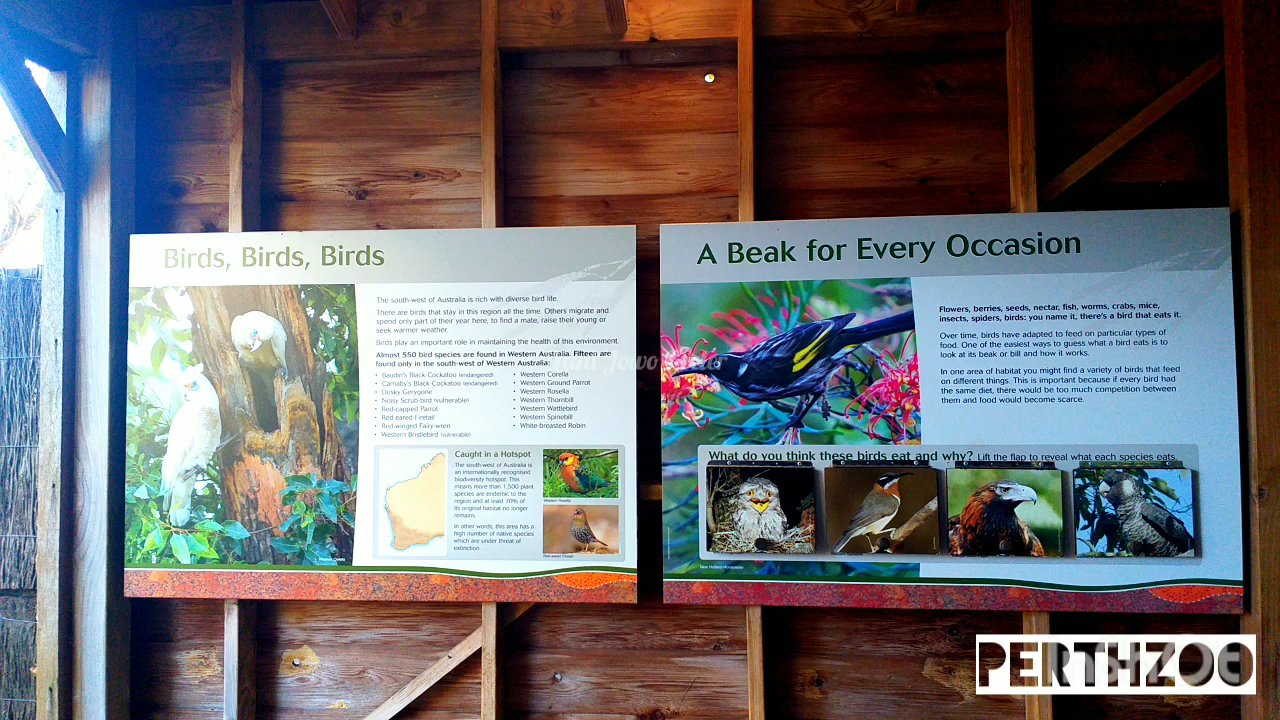 Birds, Birds, Birds
The south-west of Australia is rich with diverse bird life.
There are birds that stay in this region all the time. Others migrate and
spend only part of their year here, to find a mate, raise their young or
seek warmer weather.
Birds play an important role in maintaining the health of this environment.
Almost 550 bird species are found in Western Australia. Fifteen are
found only in the south-west of Western Australia:
• Baudin's Black-Cockatoo (endangered)
• Carnaby's Black-Cockatoo (endangered)
• Dusky Gerygone
• Noisy Scrub-bird (vulnerable)
• Red-capped Parrot
• Red-eared Firetail
• Red-winged Fairy-wren
• Western Bristlebird (vulnerable)
• Western Corella
• Western Ground Parrot
• Western Rosella
• Western Thornbill
• Western Wattlebird
• Western Spinebill
• White-breasted Robin
Caught in a Hotspot
The south-west of Australia is
an internationally recognised
biodiversity hotspot. This
means more than 1,500 plant
species are endemic to the
region and at least 70% of
its original habitat no longer
remains.
In other words, this area has a
high number of native species
which are under threat of
extinction.
Western Rosella
Red-eared Firetail
A Beak for Every Occasion
Flowers, berries, seeds, nectar, fish, worms, crabs, mice,
insects, spiders, birds: you name it, there's a bird that eats it.
Over time, birds have adapted to feed on particular types of
food. One of the easiest ways to guess what a bird eats is to
look at its beak or bill and how it works.
In one area of habitat you might find a variety of birds that feed
on different things. This is important because if every bird had
the same diet, there would be too much competition between
them and food would become scarce.
What do you think these birds eat and why? Lift the flap to reveal what each species eats.
New Holland Honeyeater
PERTHZOO